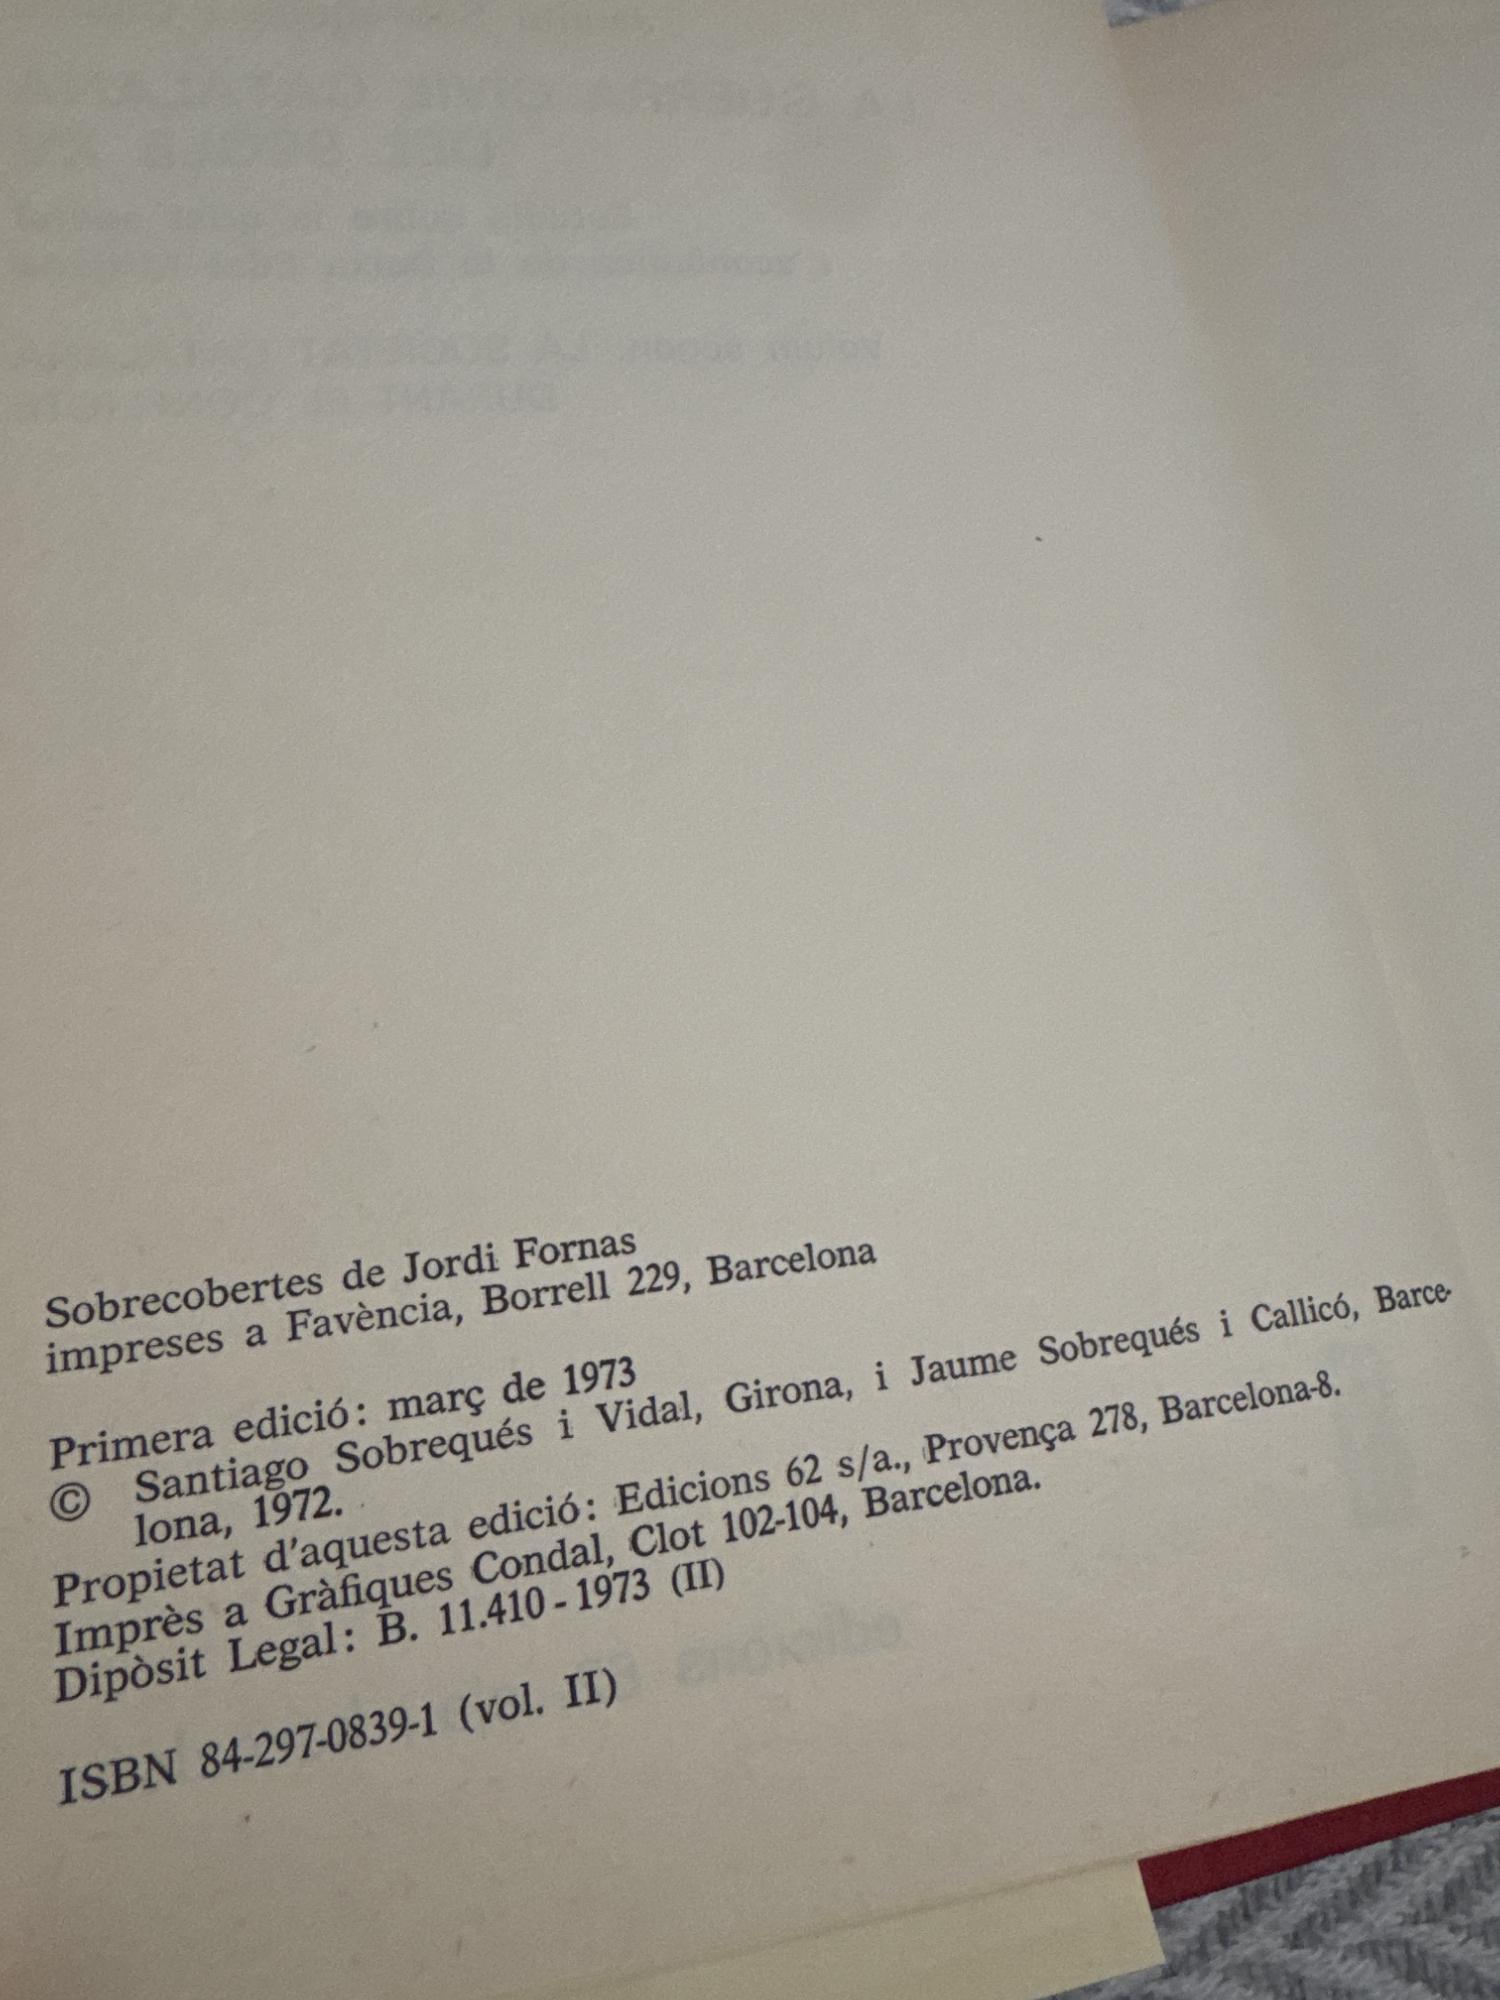 Sobrecobertes de Jordi Fornas
impreses a Favència, Borrell 229, Barcelona
Primera edició: març de 1973
© Santiago Sobrequés i Vidal, Girona, i Jaume Sobrequés i Callicó, Barce-
lona, 1972.
Propietat d'aquesta edició: Edicions 62 s/a., Provença 278, Barcelona-8.
Imprès a Gràfiques Condal, Clot 102-104, Barcelona.
Dipòsit Legal: B. 11.410 - 1973 (II)
ISBN 84-297-0839-1 (vol. II)